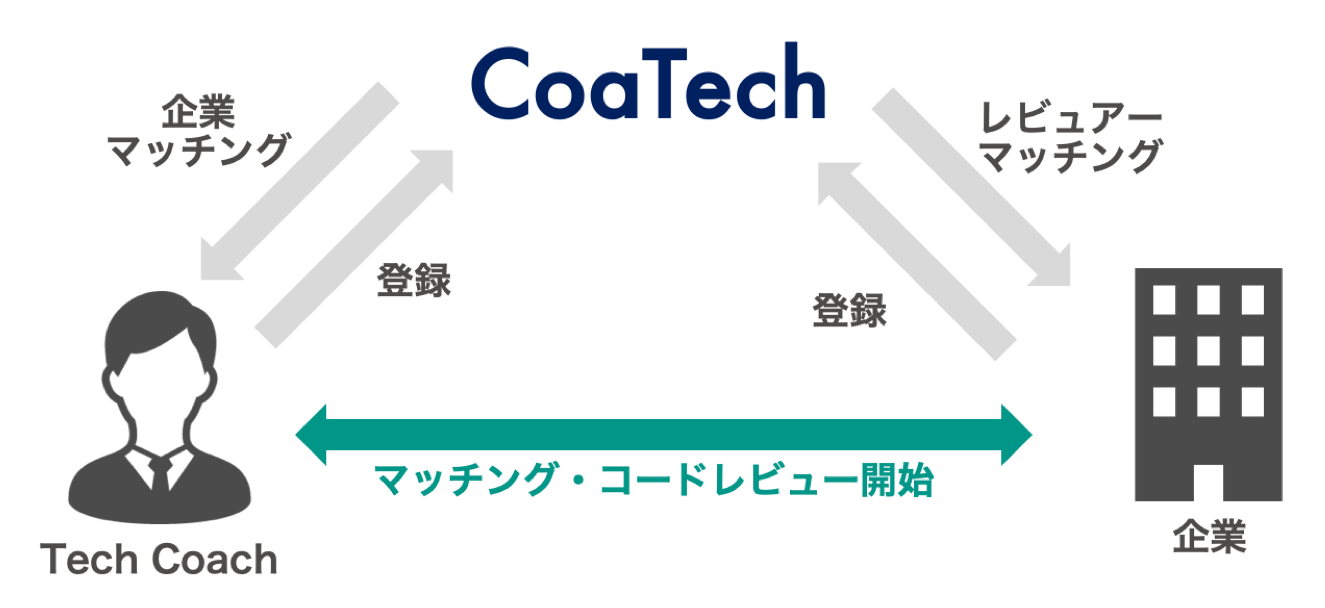 CoaTech
企業
マッチング
レビュアー
マッチング
登録
登録
マッチング・コードレビュー開始
Tech Coach
企業